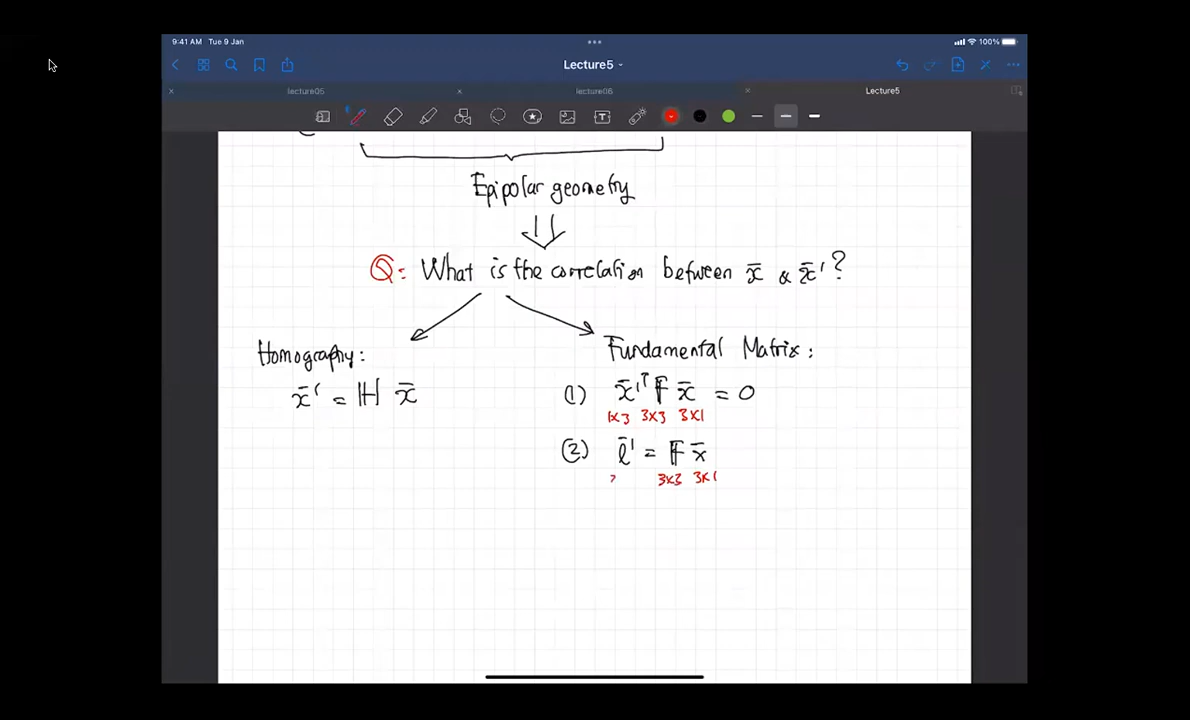 9:41 AM Tue 9 Jan
100%
Lecture5
lecture05
lecture06
Lecture5
Epipolar geometry
Q: What is the correlation between x̄ & x̄'?
Homography:
x̄' = H x̄
Fundamental Matrix:
(1) x̄'ᵀ F x̄ = 0
1x3 3x3 3x1
(2) l̄' = F x̄
3x3 3x1